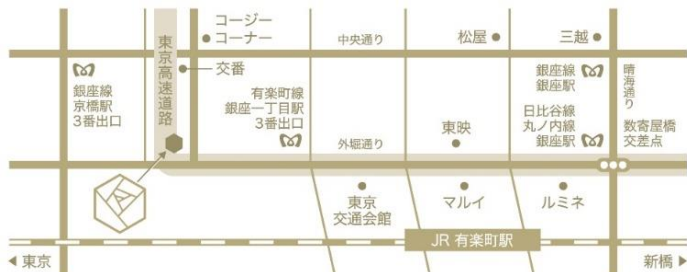 コージー
コーナー
中央通り
松屋
三越
東京高速道路
交番
銀座線
京橋駅
3番出口
有楽町線
銀座一丁目駅
3番出口
銀座線
銀座駅
晴海通り
日比谷線
丸ノ内線
銀座駅
数寄屋橋
交差点
外堀通り
東映
東京
交通会館
マルイ
ルミネ
JR 有楽町駅
東京
新橋